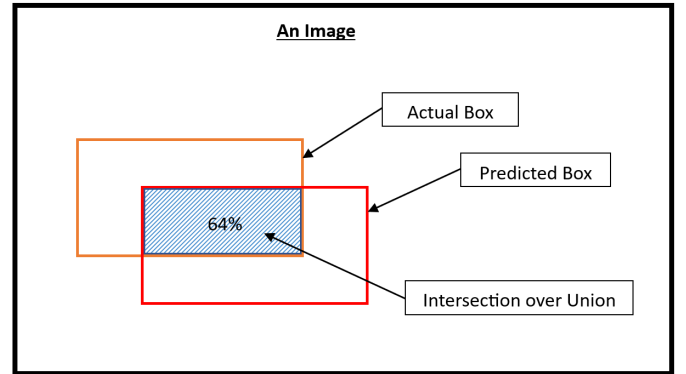 An Image
Actual Box
Predicted Box
64%
Intersection over Union